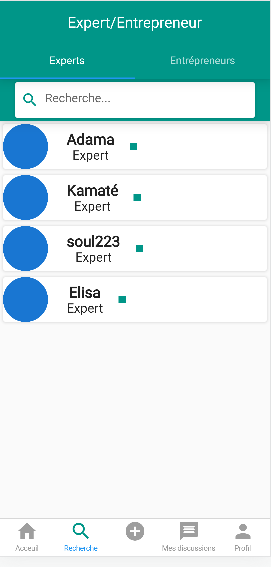 Expert/Entrepreneur
Experts
Entrépreneurs
Recherche...
Adama
Expert
Kamaté
Expert
soul223
Expert
Elisa
Expert
Acceuil
Recherche
Mes discussions
Profil